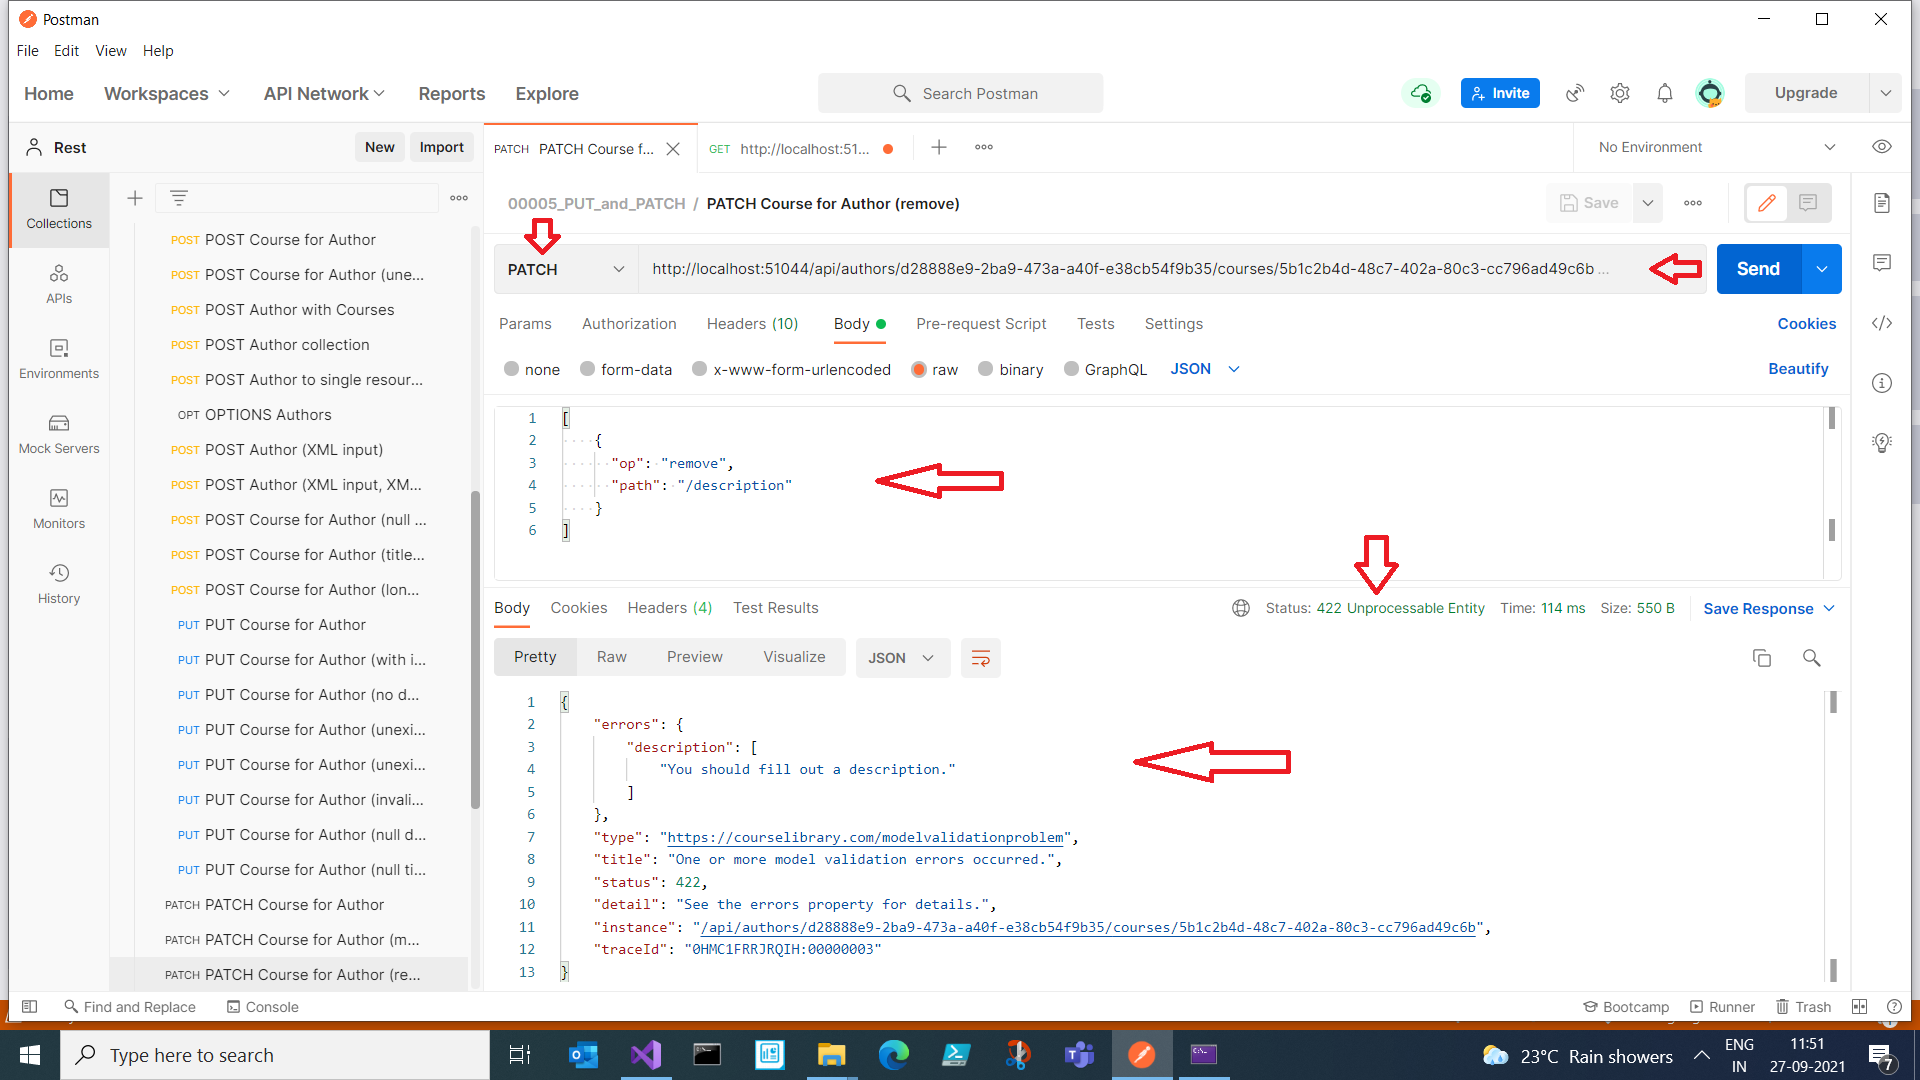 Postman
File Edit View Help
Home Workspaces API Network Reports Explore
Search Postman
Invite
Upgrade
Rest
New Import
PATCH PATCH Course f...
GET http://localhost:51...
No Environment
Collections
APIs
Environments
Mock Servers
Monitors
History
POST POST Course for Author
POST POST Course for Author (une...
POST POST Author with Courses
POST POST Author collection
POST POST Author to single resour...
OPT OPTIONS Authors
POST POST Author (XML input)
POST POST Author (XML input, XM...
POST POST Course for Author (null ...
POST POST Course for Author (title...
POST POST Course for Author (lon...
PUT PUT Course for Author
PUT PUT Course for Author (with i...
PUT PUT Course for Author (no d...
PUT PUT Course for Author (unexi...
PUT PUT Course for Author (unexi...
PUT PUT Course for Author (invali...
PUT PUT Course for Author (null d...
PUT PUT Course for Author (null ti...
PATCH PATCH Course for Author
PATCH PATCH Course for Author (m...
PATCH PATCH Course for Author (re...
00005_PUT_and_PATCH / PATCH Course for Author (remove)
Save
PATCH
http://localhost:51044/api/authors/d28888e9-2ba9-473a-a40f-e38cb54f9b35/courses/5b1c2b4d-48c7-402a-80c3-cc796ad49c6b ...
Send
Params Authorization Headers (10) Body Pre-request Script Tests Settings
Cookies
none form-data x-www-form-urlencoded raw binary GraphQL JSON
Beautify
1 [
2 {
3 "op": "remove",
4 "path": "/description"
5 }
6 ]
Body Cookies Headers (4) Test Results
Status: 422 Unprocessable Entity Time: 114 ms Size: 550 B
Save Response
Pretty Raw Preview Visualize JSON
1 {
2 "errors": {
3 "description": [
4 "You should fill out a description."
5 ]
6 },
7 "type": "https://courselibrary.com/modelvalidationproblem",
8 "title": "One or more model validation errors occurred.",
9 "status": 422,
10 "detail": "See the errors property for details.",
11 "instance": "/api/authors/d28888e9-2ba9-473a-a40f-e38cb54f9b35/courses/5b1c2b4d-48c7-402a-80c3-cc796ad49c6b",
12 "traceId": "0HMC1FRRJRQIH:00000003"
13 }
Find and Replace Console
Bootcamp Runner Trash
Type here to search
23°C Rain showers
ENG
IN
11:51
27-09-2021
7